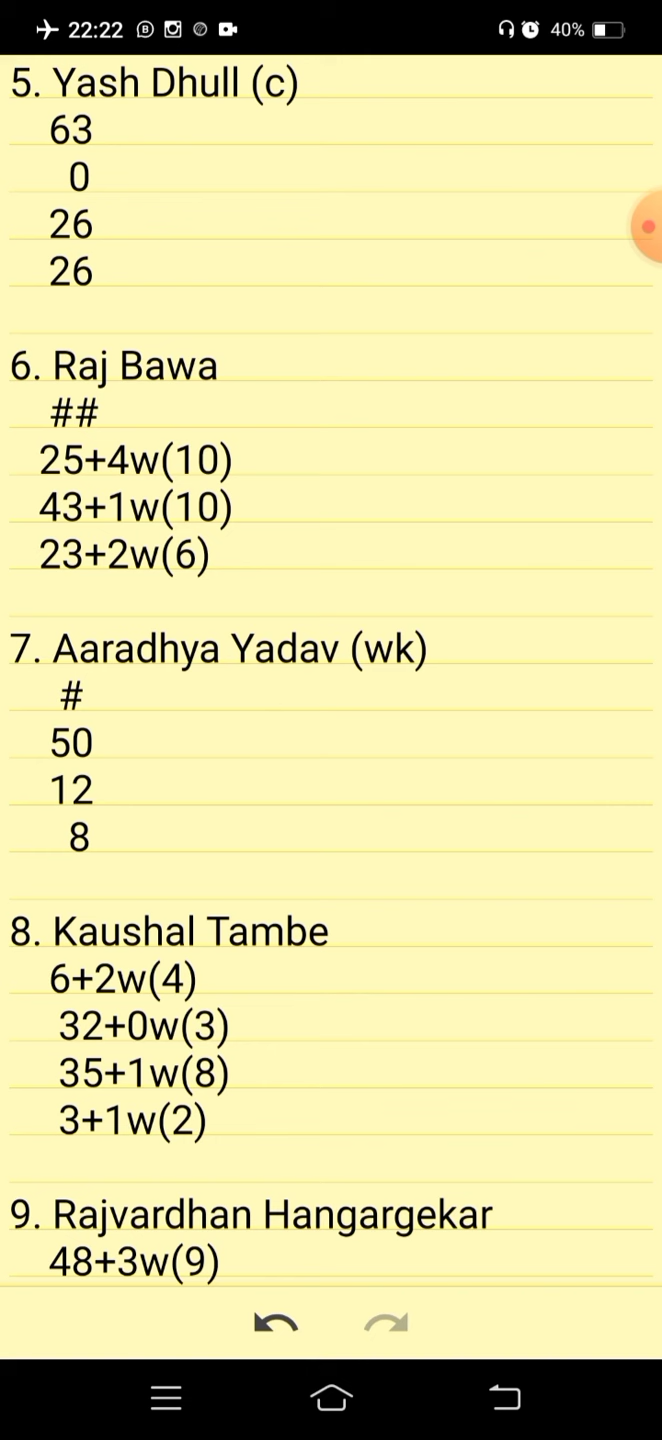 22:22
40%
5. Yash Dhull (c)
63
0
26
26
6. Raj Bawa
##
25+4w(10)
43+1w(10)
23+2w(6)
7. Aaradhya Yadav (wk)
#
50
12
8
8. Kaushal Tambe
6+2w(4)
32+0w(3)
35+1w(8)
3+1w(2)
9. Rajvardhan Hangargekar
48+3w(9)